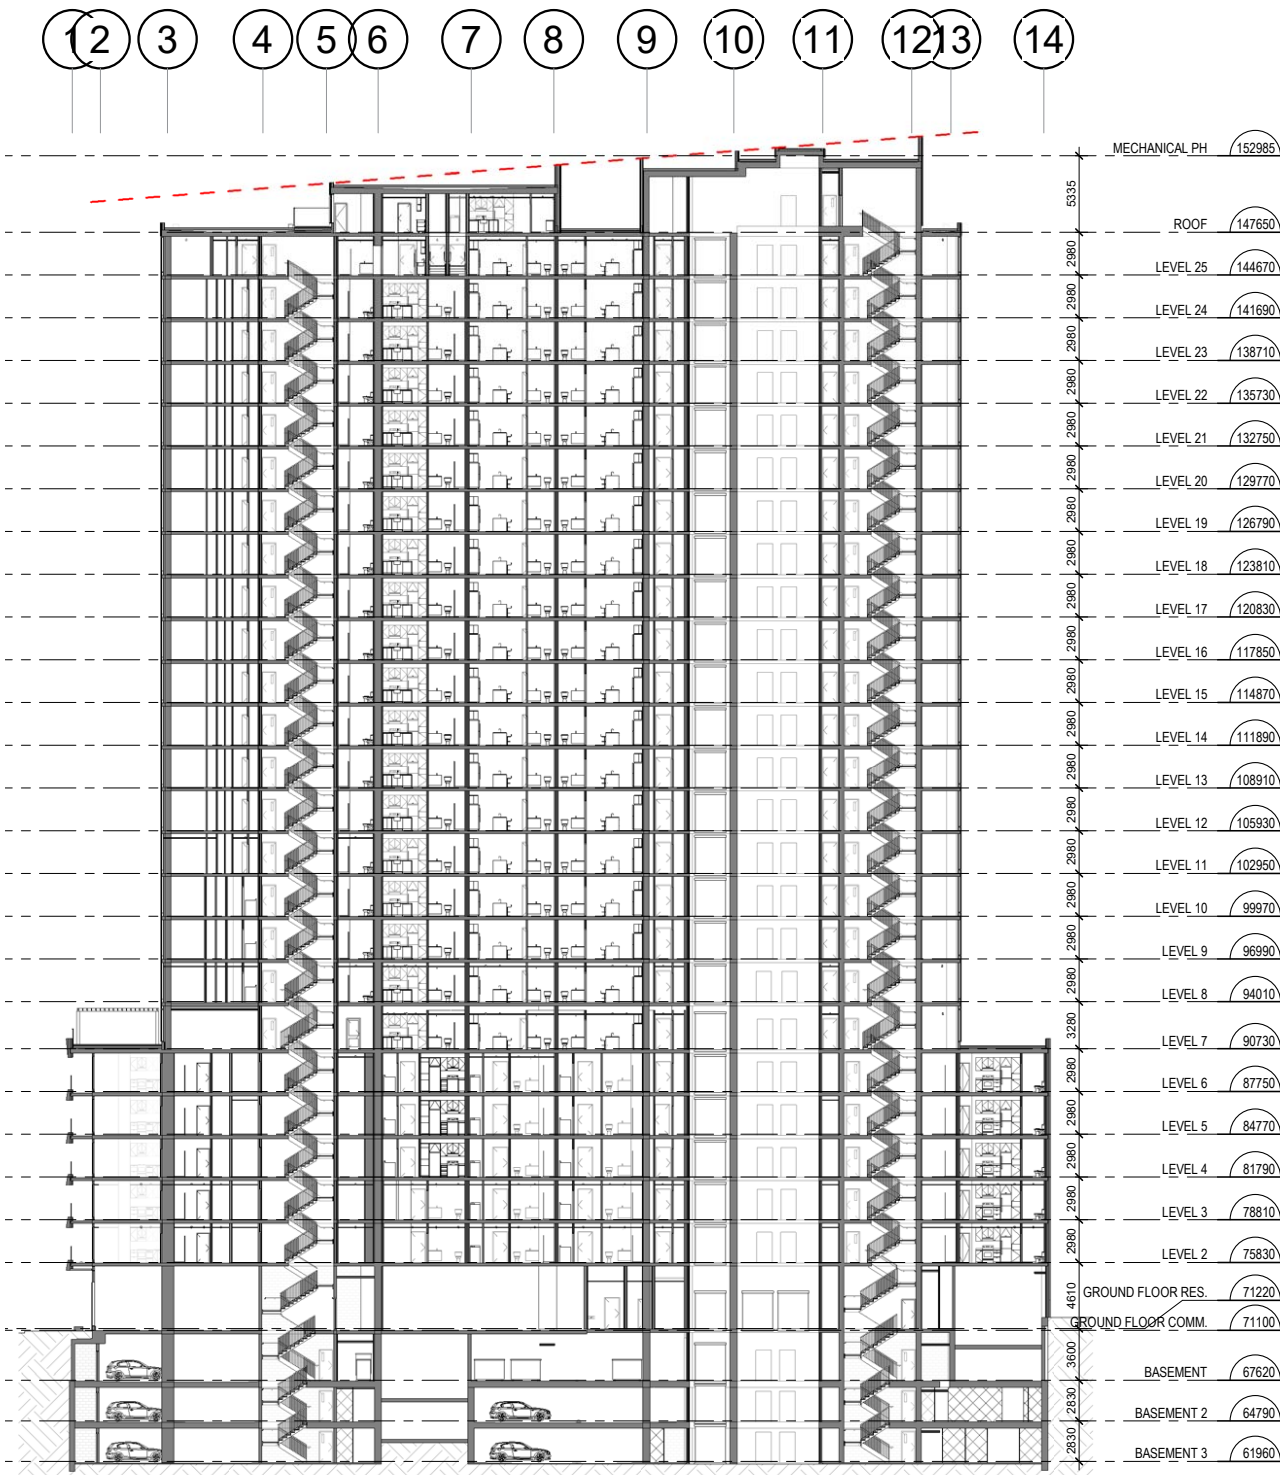 1 2 3 4 5 6 7 8 9 10 11 12 13 14
MECHANICAL PH 152985
5335
ROOF 147650
2980
LEVEL 25 144670
2980
LEVEL 24 141690
2980
LEVEL 23 138710
2980
LEVEL 22 135730
2980
LEVEL 21 132750
2980
LEVEL 20 129770
2980
LEVEL 19 126790
2980
LEVEL 18 123810
2980
LEVEL 17 120830
2980
LEVEL 16 117850
2980
LEVEL 15 114870
2980
LEVEL 14 111890
2980
LEVEL 13 108910
2980
LEVEL 12 105930
2980
LEVEL 11 102950
2980
LEVEL 10 99970
2980
LEVEL 9 96990
2980
LEVEL 8 94010
3280
LEVEL 7 90730
2980
LEVEL 6 87750
2980
LEVEL 5 84770
2980
LEVEL 4 81790
2980
LEVEL 3 78810
2980
LEVEL 2 75830
4610
GROUND FLOOR RES. 71220
GROUND FLOOR COMM. 71100
3600
BASEMENT 67620
2830
BASEMENT 2 64790
2830
BASEMENT 3 61960